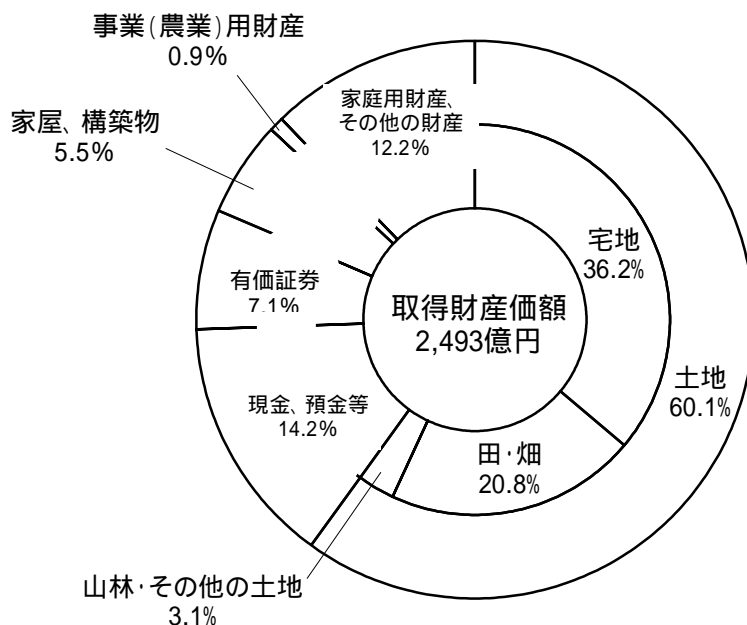 事業(農業)用財産
0.9%
家庭用財産、
その他の財産
12.2%
家屋、構築物
5.5%
宅地
36.2%
有価証券
7.1%
取得財産価額
2,493億円
土地
60.1%
現金、預金等
14.2%
田・畑
20.8%
山林・その他の土地
3.1%